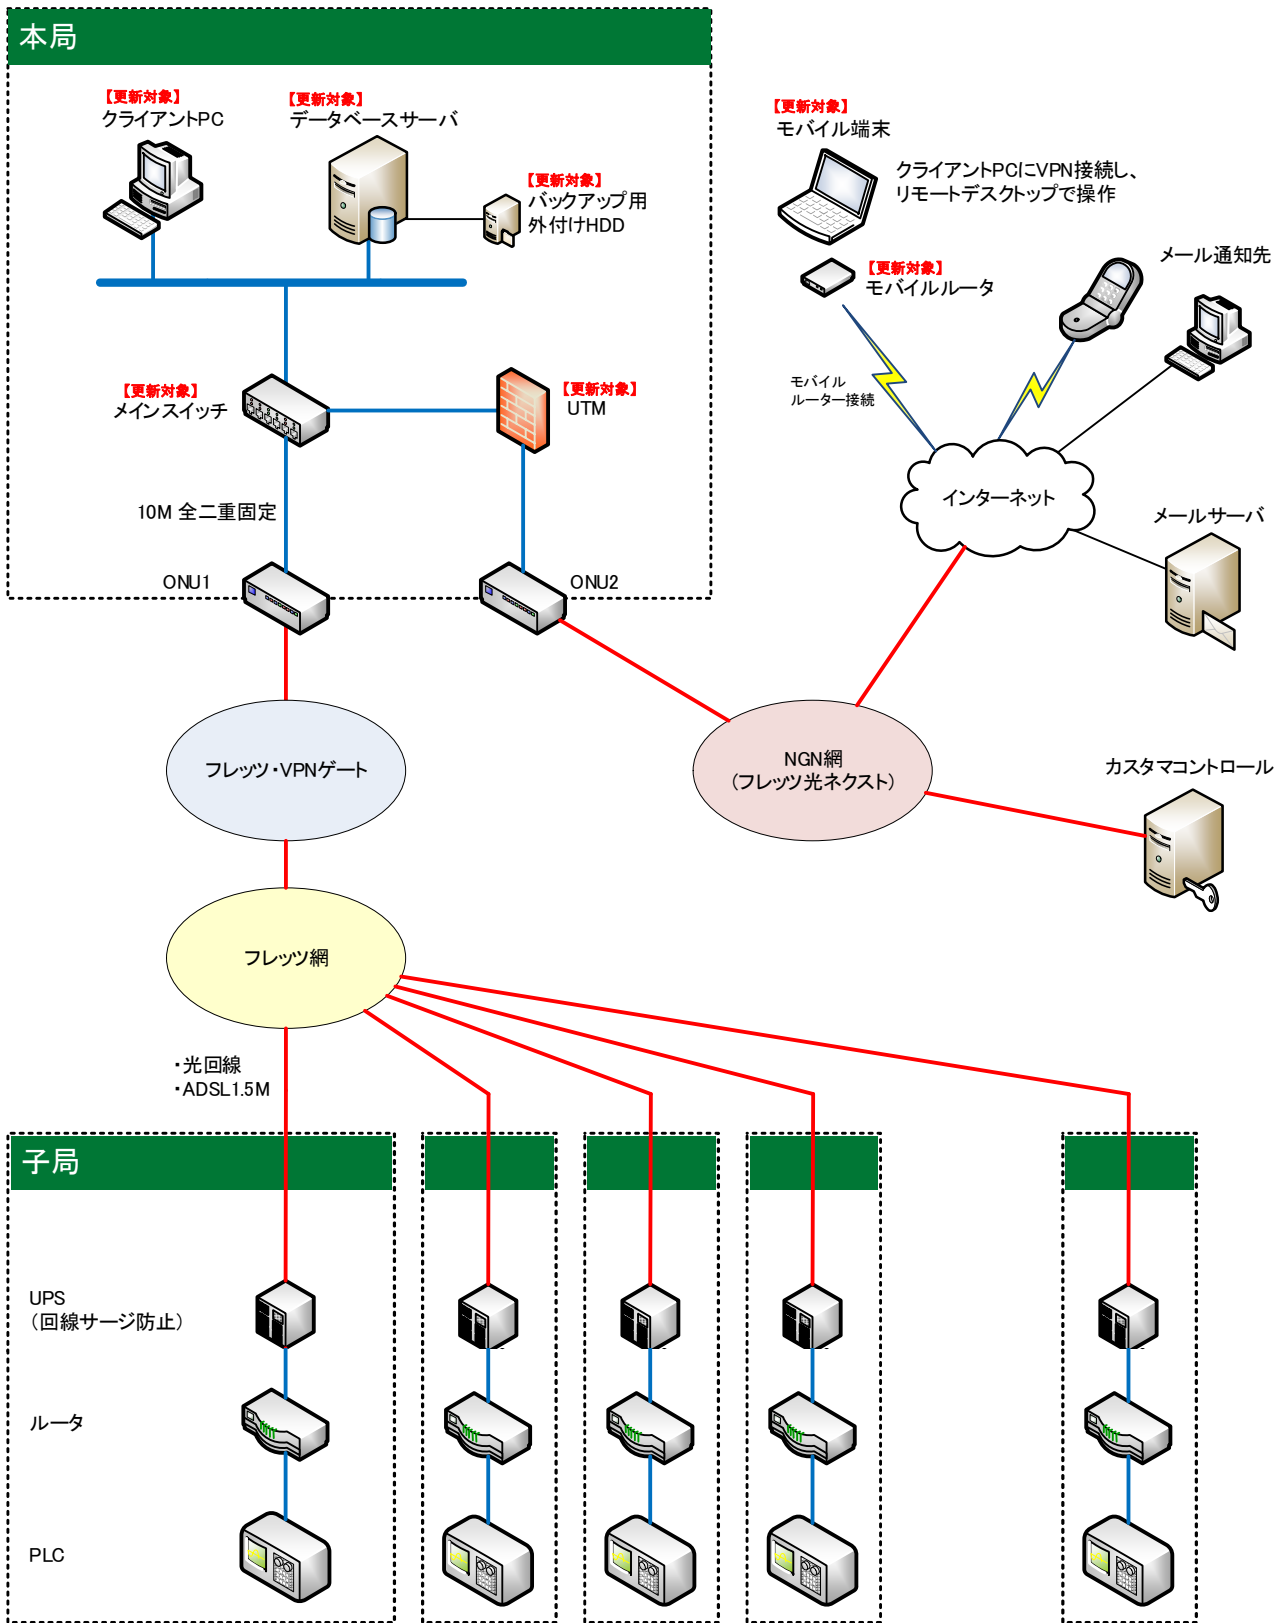 本局
【更新対象】
クライアントPC
【更新対象】
データベースサーバ
【更新対象】
バックアップ用
外付けHDD
【更新対象】
モバイル端末
クライアントPCにVPN接続し、
リモートデスクトップで操作
【更新対象】
モバイルルータ
メール通知先
【更新対象】
メインスイッチ
【更新対象】
UTM
モバイル
ルーター接続
インターネット
10M 全二重固定
メールサーバ
ONU1
ONU2
フレッツ・VPNゲート
NGN網
(フレッツ光ネクスト)
カスタマコントロール
フレッツ網
・光回線
・ADSL1.5M
子局
UPS
(回線サージ防止)
ルータ
PLC